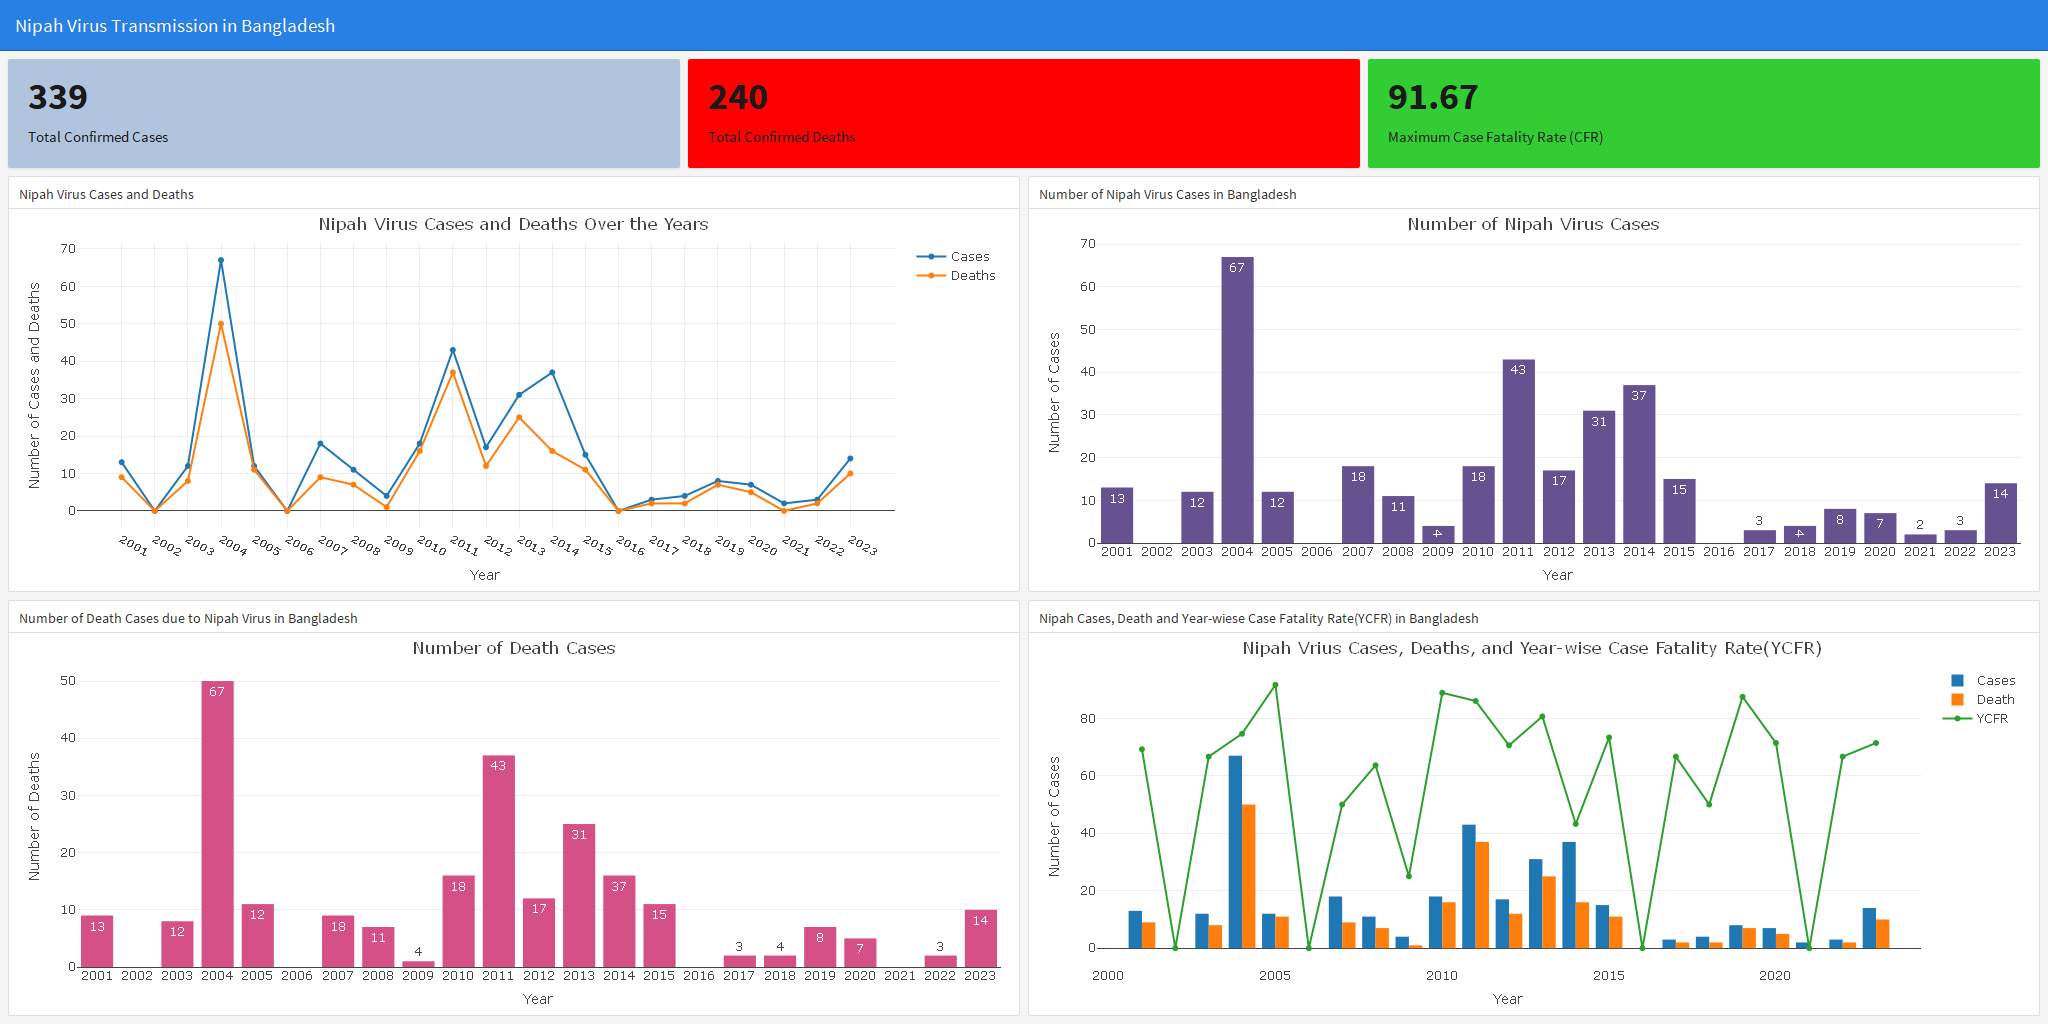 Nipah Virus Transmission in Bangladesh
339
Total Confirmed Cases
240
Total Confirmed Deaths
91.67
Maximum Case Fatality Rate (CFR)
Nipah Virus Cases and Deaths
Nipah Virus Cases and Deaths Over the Years
Cases
Deaths
70
60
50
40
30
20
10
0
Number of Cases and Deaths
2001 2002 2003 2004 2005 2006 2007 2008 2009 2010 2011 2012 2013 2014 2015 2016 2017 2018 2019 2020 2021 2022 2023
Year
Number of Nipah Virus Cases in Bangladesh
Number of Nipah Virus Cases
70
60
50
40
30
20
10
0
Number of Cases
13 12 67 12 18 11 4 18 43 17 31 37 15 3 4 8 7 2 3 14
2001 2002 2003 2004 2005 2006 2007 2008 2009 2010 2011 2012 2013 2014 2015 2016 2017 2018 2019 2020 2021 2022 2023
Year
Number of Death Cases due to Nipah Virus in Bangladesh
Number of Death Cases
50
40
30
20
10
0
Number of Deaths
13 12 67 12 18 11 4 18 43 17 31 37 15 3 4 8 7 3 14
2001 2002 2003 2004 2005 2006 2007 2008 2009 2010 2011 2012 2013 2014 2015 2016 2017 2018 2019 2020 2021 2022 2023
Year
Nipah Cases, Death and Year-wiese Case Fatality Rate(YCFR) in Bangladesh
Nipah Vrius Cases, Deaths, and Year-wise Case Fatality Rate(YCFR)
Cases
Death
YCFR
80
60
40
20
0
Number of Cases
2000 2005 2010 2015 2020
Year